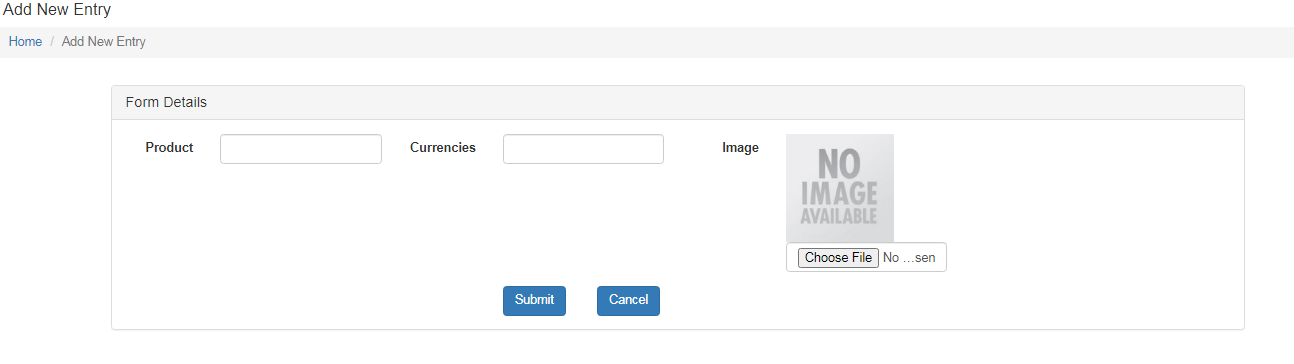 Add New Entry
Home / Add New Entry
Form Details
Product Currencies Image
NO
IMAGE
AVAILABLE
Choose File No ...sen
Submit Cancel